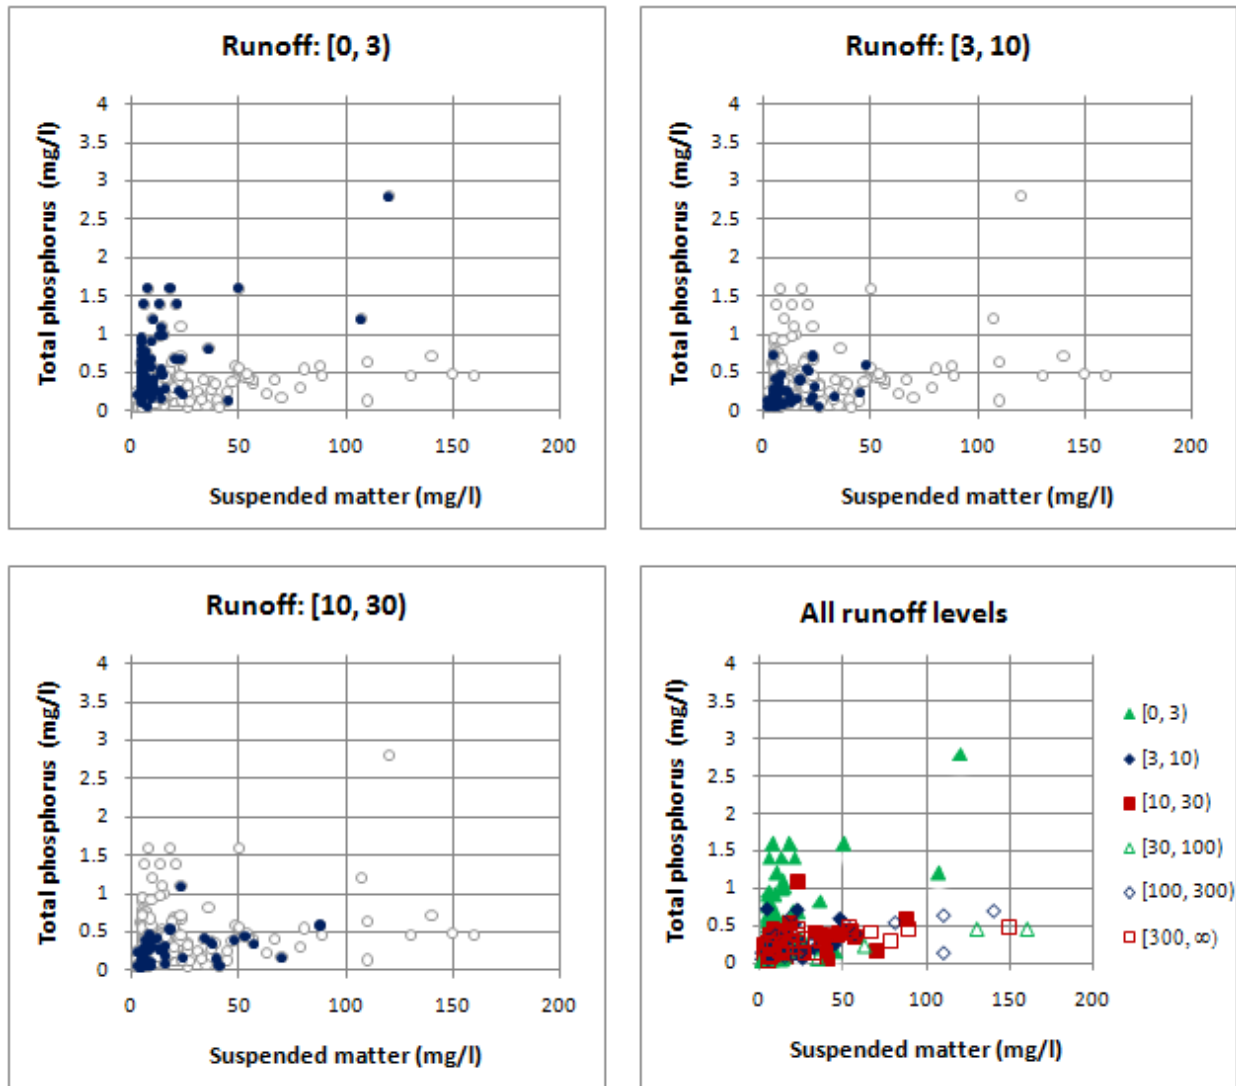 Runoff: [0, 3)
4
3.5
3
2.5
2
1.5
1
0.5
0
0 50 100 150 200
Total phosphorus (mg/l)
Suspended matter (mg/l)
Runoff: [3, 10)
4
3.5
3
2.5
2
1.5
1
0.5
0
0 50 100 150 200
Total phosphorus (mg/l)
Suspended matter (mg/l)
Runoff: [10, 30)
4
3.5
3
2.5
2
1.5
1
0.5
0
0 50 100 150 200
Total phosphorus (mg/l)
Suspended matter (mg/l)
All runoff levels
4
3.5
3
2.5
2
1.5
1
0.5
0
0 50 100 150 200
Total phosphorus (mg/l)
Suspended matter (mg/l)
[0, 3)
[3, 10)
[10, 30)
[30, 100)
[100, 300)
[300, ∞)